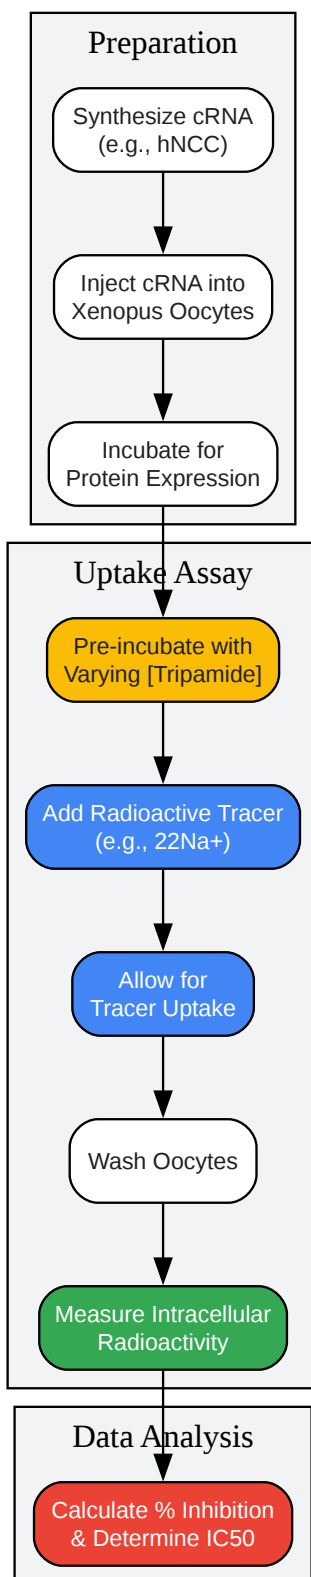 Preparation
Synthesize cRNA
(e.g., hNCC)
Inject cRNA into
Xenopus Oocytes
Incubate for
Protein Expression
Uptake Assay
Pre-incubate with
Varying [Tripamide]
Add Radioactive Tracer
(e.g., 22Na+)
Allow for
Tracer Uptake
Wash Oocytes
Measure Intracellular
Radioactivity
Data Analysis
Calculate % Inhibition
& Determine IC50